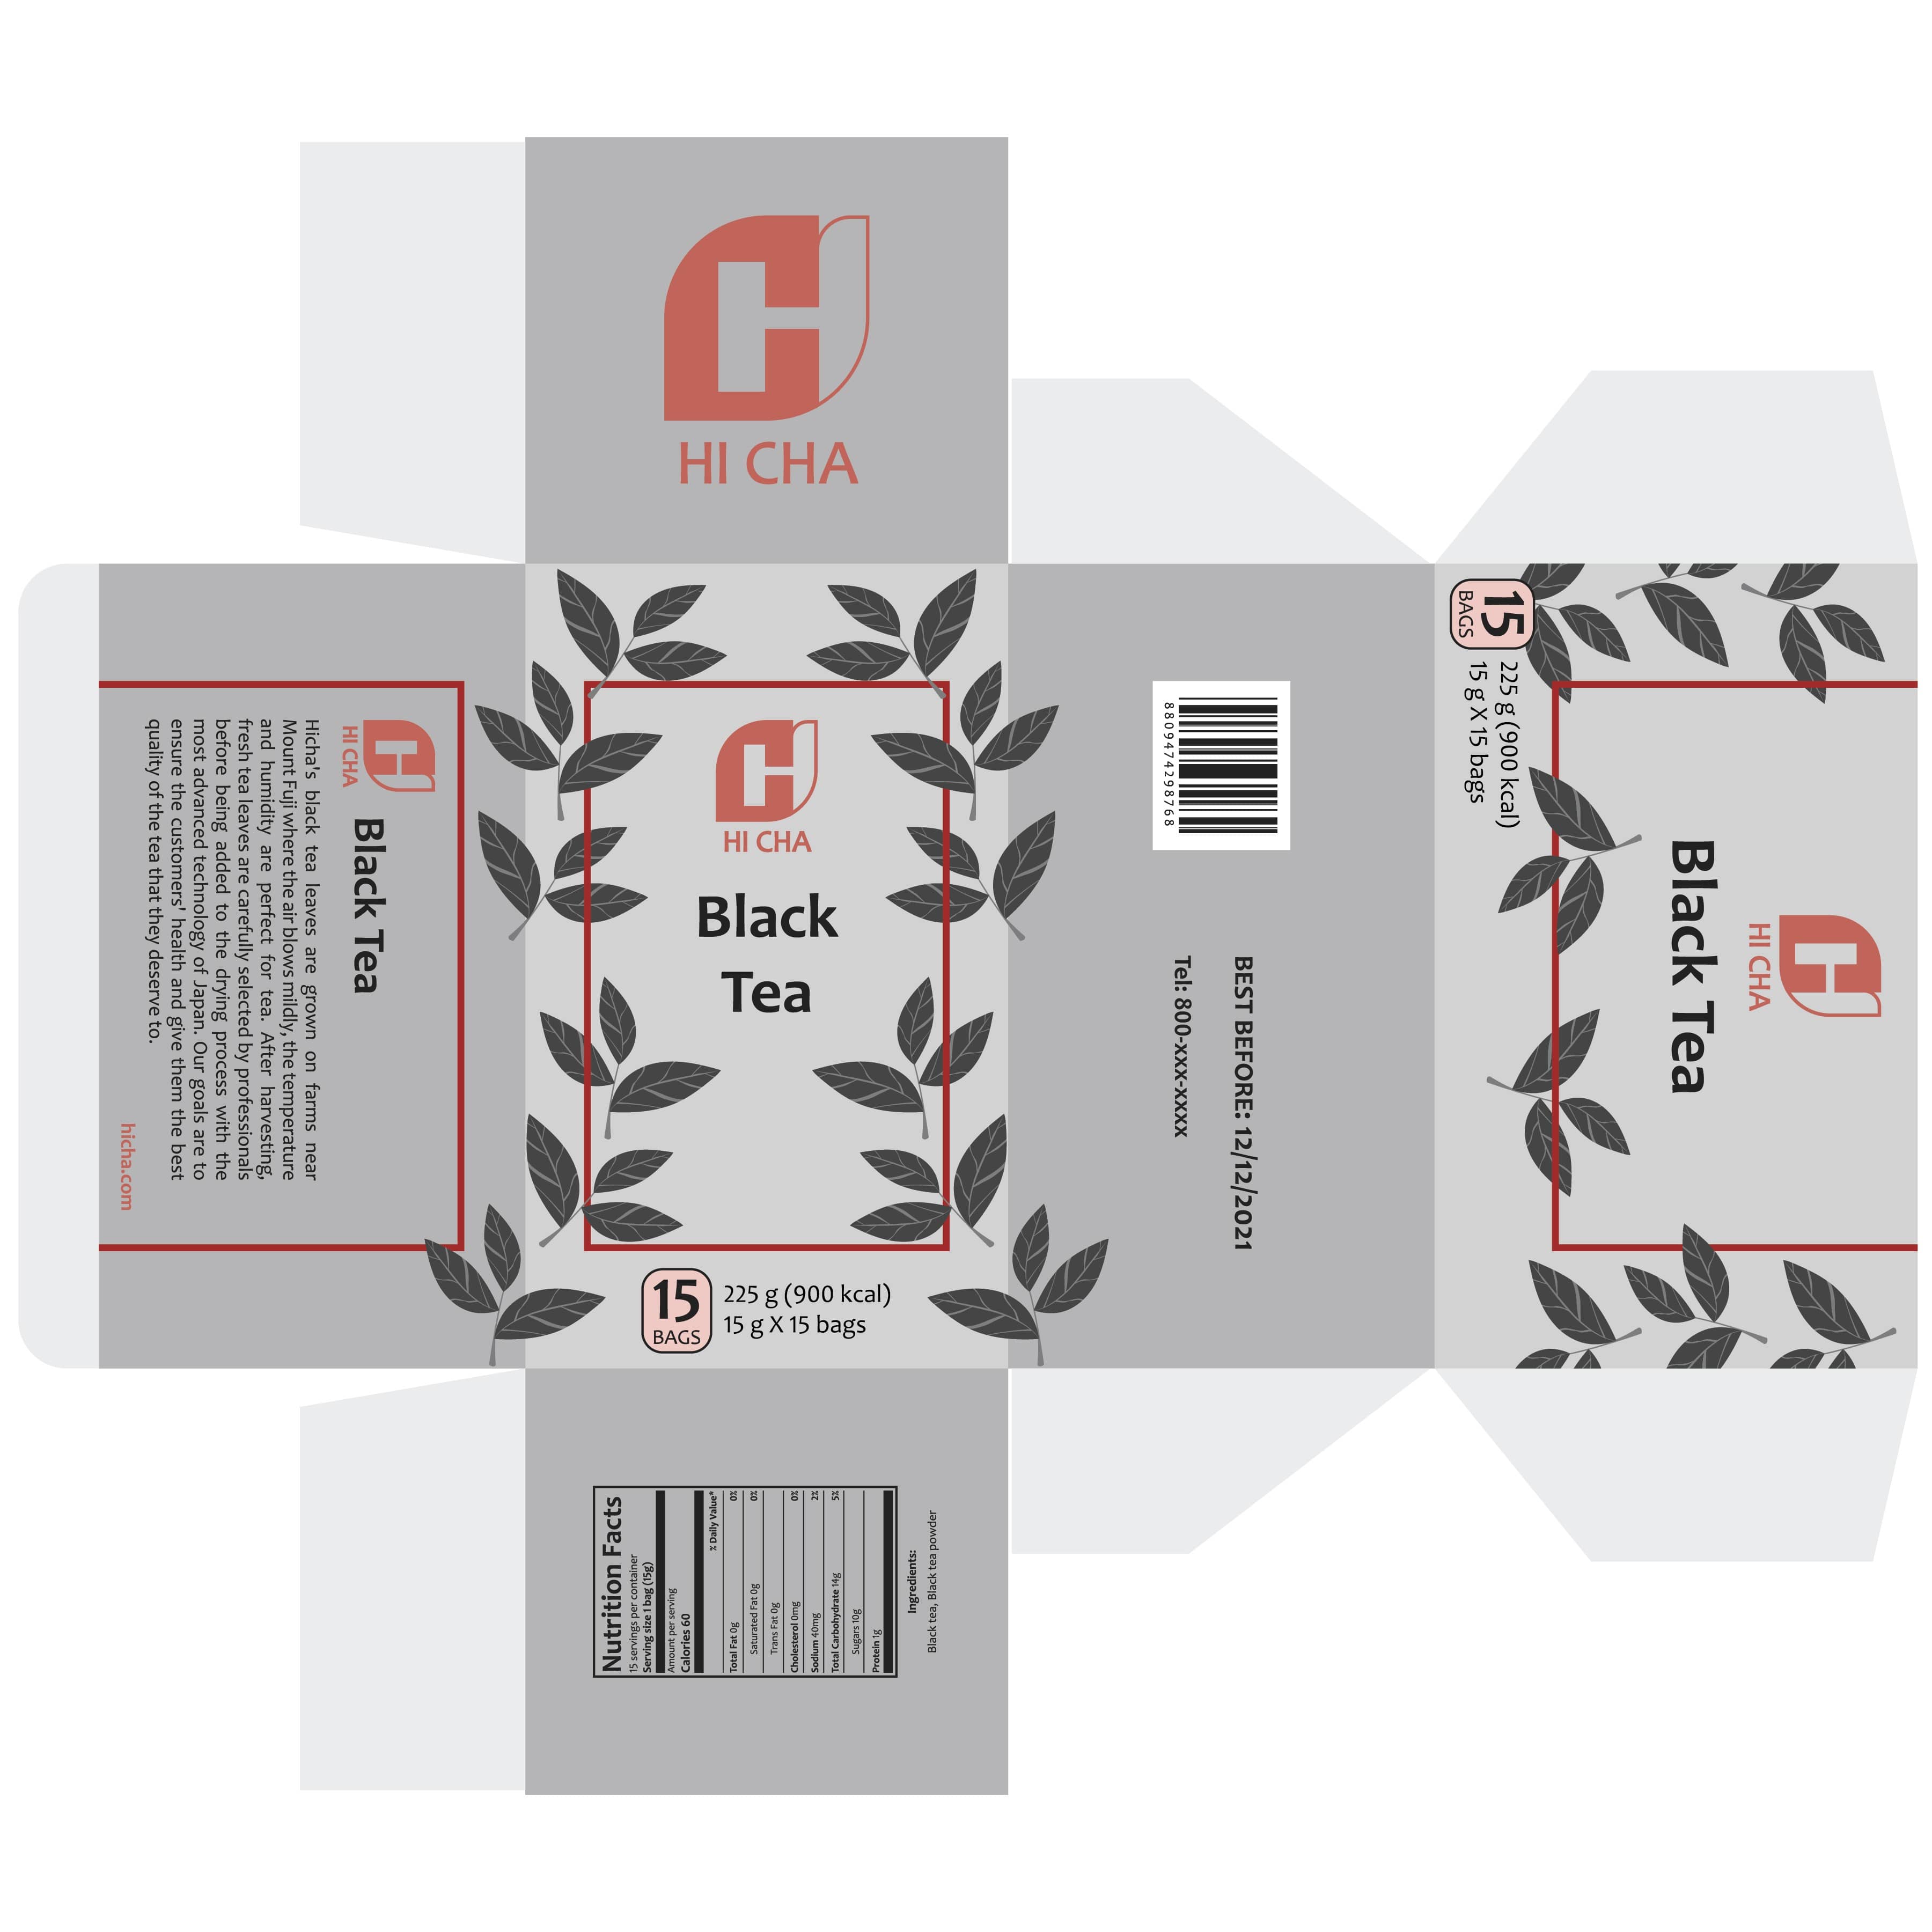 HI CHA
HI CHA
Black Tea
Hicha's black tea leaves are grown on farms near
Mount Fuji where the air blows mildly, the temperature
and humidity are perfect for tea. After harvesting,
fresh tea leaves are carefully selected by professionals
before being added to the drying process with the
most advanced technology of Japan. Our goals are to
ensure the customers' health and give them the best
quality of the tea that they deserve to.
hicha.com
HI CHA
Black
Tea
15
BAGS
225 g (900 kcal)
15 g X 15 bags
8809474298768
BEST BEFORE: 12/12/2021
Tel: 800-xxx-xxxx
HI CHA
Black Tea
15
BAGS
225 g (900 kcal)
15 g X 15 bags
Nutrition Facts
15 servings per container
Serving size 1 bag (15g)
Amount per serving
Calories 60
% Daily Value*
Total Fat 0g 0%
Saturated Fat 0g 0%
Trans Fat 0g
Cholesterol 0mg 0%
Sodium 40mg 2%
Total Carbohydrate 14g 5%
Sugars 10g
Protein 1g
Ingredients:
Black tea, Black tea powder